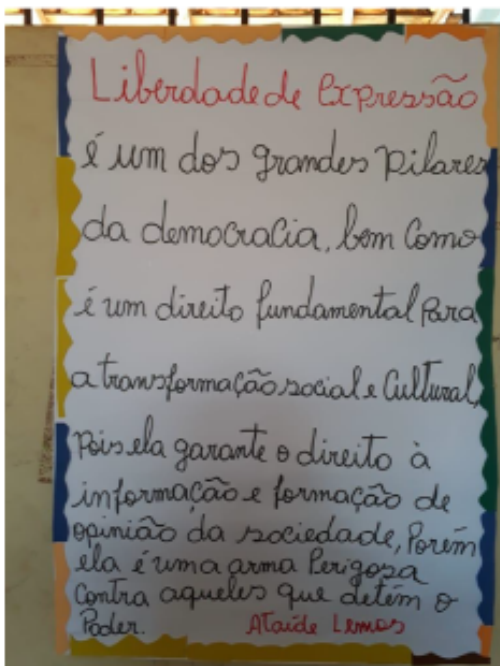 Liberdade de Expressão
é um dos grandes pilares
da democracia, bem como
é um direito fundamental para
a transformação social e Cultural,
Pois ela garante o direito à
informação e formação de
opinião da sociedade, Porém
ela é uma arma Perigosa
Contra aqueles que detém o
Poder. Ataíde Lemos